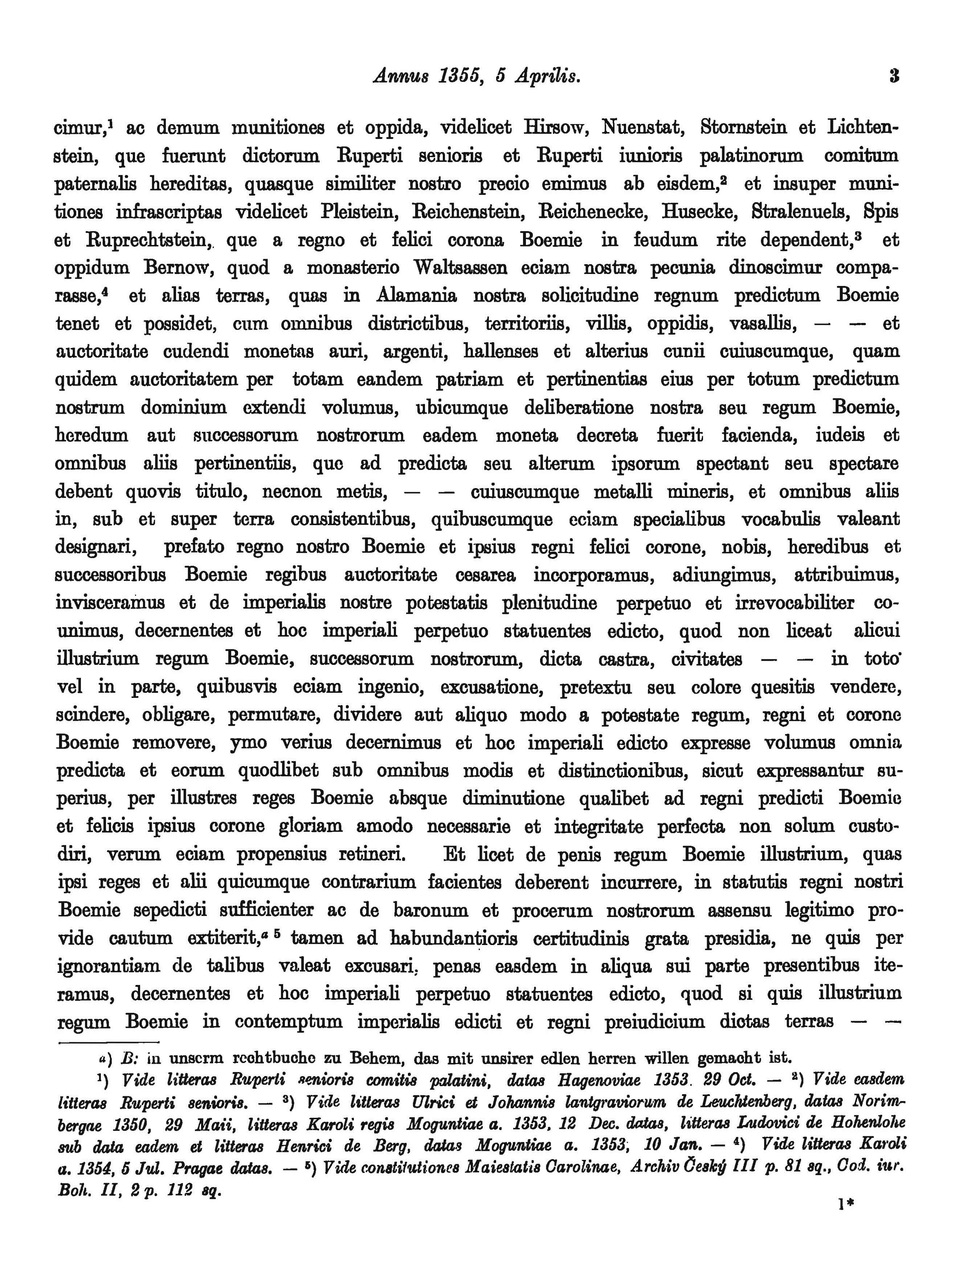 Annus 1355, 5 Aprilis. 3
cimur,¹ ac demum munitiones et oppida, videlicet Hirsow, Nuenstat, Stornstein et Lichten-
stein, que fuerunt dictorum Ruperti senioris et Ruperti iunioris palatinorum comitum
paternalis hereditas, quasque similiter nostro precio emimus ab eisdem,² et insuper muni-
tiones infrascriptas videlicet Pleistein, Reichenstein, Reichenecke, Husecke, Stralenuels, Spis
et Ruprechtstein, que a regno et felici corona Boemie in feudum rite dependent,³ et
oppidum Bernow, quod a monasterio Waltsassen eciam nostra pecunia dinoscimur compa-
rasse,⁴ et alias terras, quas in Alamania nostra solicitudine regnum predictum Boemie
tenet et possidet, cum omnibus districtibus, territoriis, villis, oppidis, vasallis, — — et
auctoritate cudendi monetas auri, argenti, hallenses et alterius cunii cuiuscumque, quam
quidem auctoritatem per totam eandem patriam et pertinentias eius per totum predictum
nostrum dominium extendi volumus, ubicumque deliberatione nostra seu regum Boemie,
heredum aut successorum nostrorum eadem moneta decreta fuerit facienda, iudeis et
omnibus aliis pertinentiis, que ad predicta seu alterum ipsorum spectant seu spectare
debent quovis titulo, necnon metis, — — cuiuscumque metalli mineris, et omnibus aliis
in, sub et super terra consistentibus, quibuscumque eciam specialibus vocabulis valeant
designari, prefato regno nostro Boemie et ipsius regni felici corone, nobis, heredibus et
successoribus Boemie regibus auctoritate cesarea incorporamus, adiungimus, attribuimus,
invisceramus et de imperialis nostre potestatis plenitudine perpetuo et irrevocabiliter co-
unimus, decernentes et hoc imperiali perpetuo statuentes edicto, quod non liceat alicui
illustrium regum Boemie, successorum nostrorum, dicta castra, civitates — — in toto
vel in parte, quibusvis eciam ingenio, excusatione, pretextu seu colore quesitis vendere,
scindere, obligare, permutare, dividere aut aliquo modo a potestate regum, regni et corone
Boemie removere, ymo verius decernimus et hoc imperiali edicto expresse volumus omnia
predicta et eorum quodlibet sub omnibus modis et distinctionibus, sicut expressantur su-
perius, per illustres reges Boemie absque diminutione qualibet ad regni predicti Boemie
et felicis ipsius corone gloriam amodo necessarie et integritate perfecta non solum custo-
diri, verum eciam propensius retineri. Et licet de penis regum Boemie illustrium, quas
ipsi reges et alii quicumque contrarium facientes deberent incurrere, in statutis regni nostri
Boemie sepedicti sufficienter ac de baronum et procerum nostrorum assensu legitimo pro-
vide cautum extiterit,ᵃ ⁵ tamen ad habundantioris certitudinis grata presidia, ne quis per
ignorantiam de talibus valeat excusari, penas easdem in aliqua sui parte presentibus ite-
ramus, decernentes et hoc imperiali perpetuo statuentes edicto, quod si quis illustrium
regum Boemie in contemptum imperialis edicti et regni preiudicium dictas terras — —
a) B: in unserm rechtbuche zu Behem, das mit unsirer edlen herren willen gemacht ist.
¹) Vide litteras Ruperti senioris comitis palatini, datas Hagenoviae 1353. 29 Oct. — ²) Vide easdem
litteras Ruperti senioris. — ³) Vide litteras Ulrici et Johannis lantgraviorum de Leuchtenberg, datas Norim-
bergae 1350, 29 Maii, litteras Karoli regis Moguntiae a. 1353, 12 Dec. datas, litteras Ludovici de Hohenlohe
sub data eadem et litteras Henrici de Berg, datas Moguntiae a. 1353, 10 Jan. — ⁴) Vide litteras Karoli
a. 1354, 5 Jul. Pragae datas. — ⁵) Vide constitutiones Maiestatis Carolinae, Archiv Český III p. 81 sq., Cod. iur.
Boh. II, 2 p. 112 sq.
1*